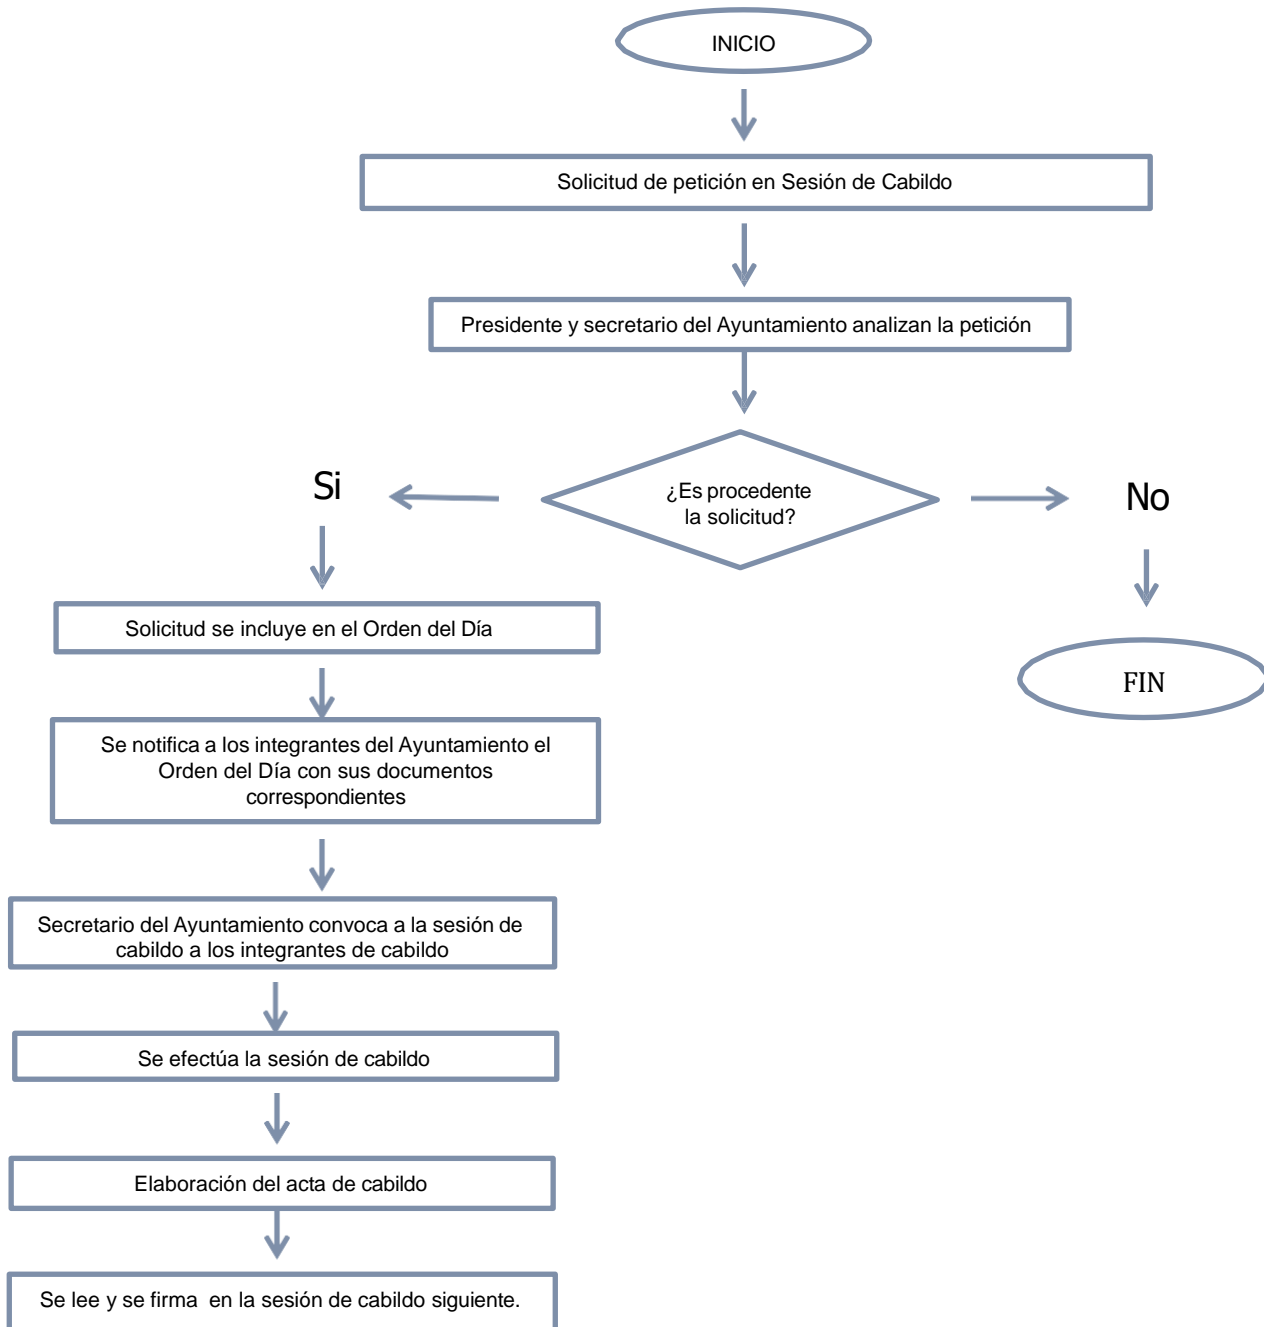 INICIO
Solicitud de petición en Sesión de Cabildo
Presidente y secretario del Ayuntamiento analizan la petición
¿Es procedente
la solicitud?
Si
No
Solicitud se incluye en el Orden del Día
FIN
Se notifica a los integrantes del Ayuntamiento el
Orden del Día con sus documentos
correspondientes
Secretario del Ayuntamiento convoca a la sesión de
cabildo a los integrantes de cabildo
Se efectúa la sesión de cabildo
Elaboración del acta de cabildo
Se lee y se firma en la sesión de cabildo siguiente.